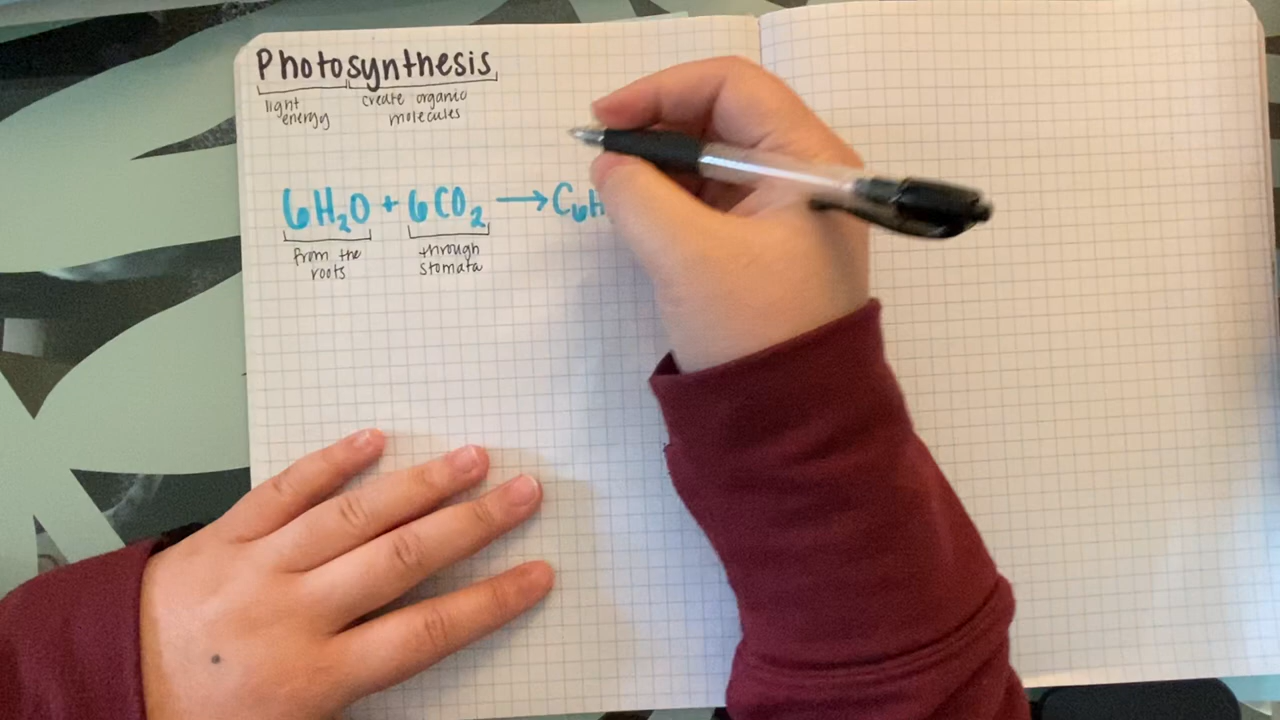 Photosynthesis
light energy
create organic molecules
6H₂O + 6CO₂ → C₆H
from the roots
through stomata